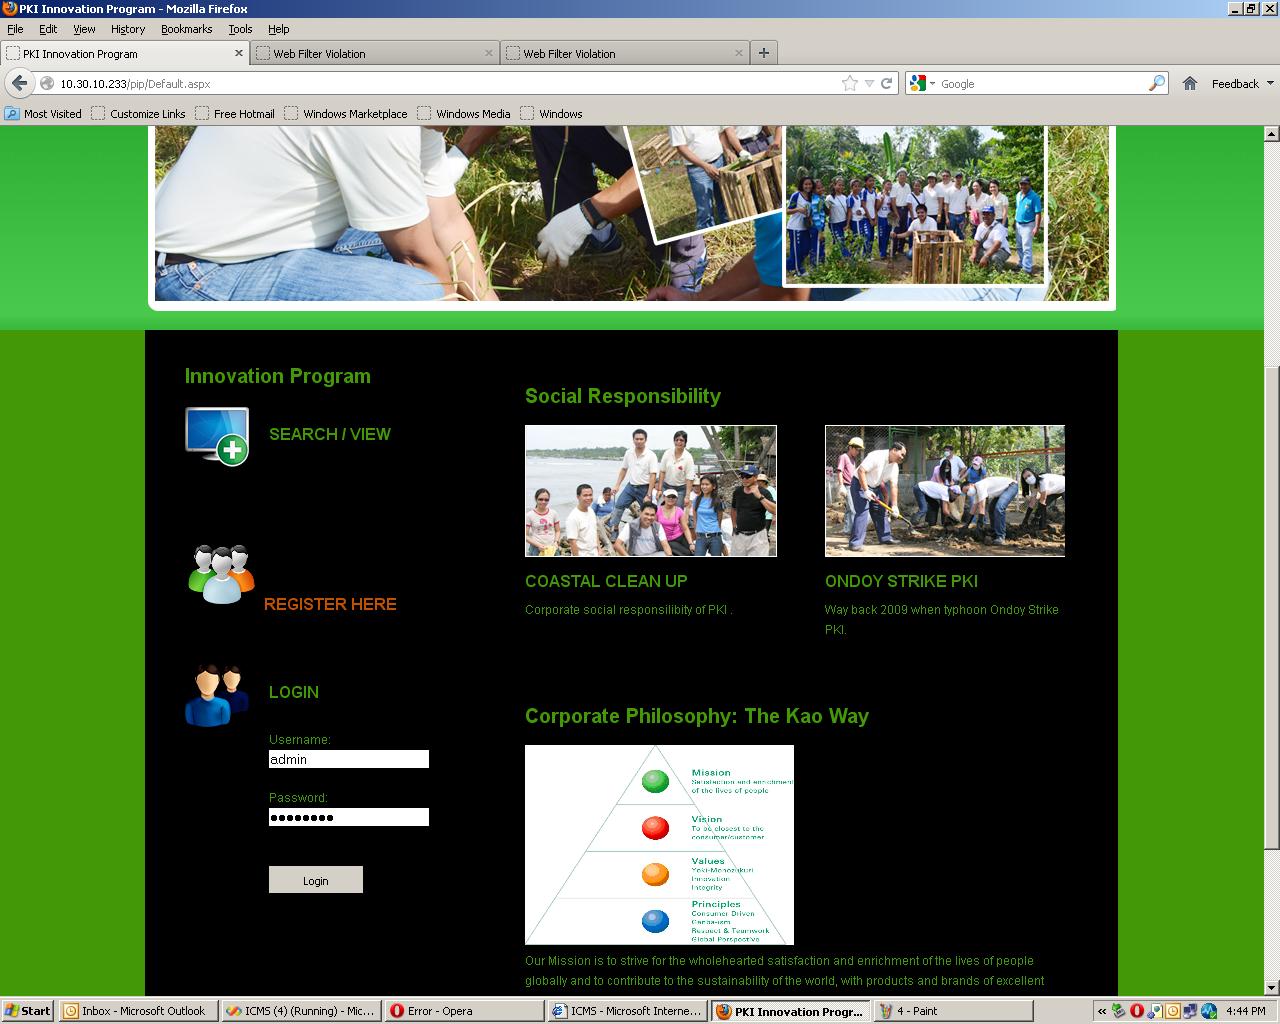 PKI Innovation Program - Mozilla Firefox
File Edit View History Bookmarks Tools Help
PKI Innovation Program
Web Filter Violation
Web Filter Violation
10.30.10.233/pip/Default.aspx
Google
Feedback
Most Visited
Customize Links
Free Hotmail
Windows Marketplace
Windows Media
Windows
Innovation Program
SEARCH / VIEW
REGISTER HERE
LOGIN
Username:
admin
Password:
Login
Social Responsibility
COASTAL CLEAN UP
Corporate social responsilibity of PKI .
ONDOY STRIKE PKI
Way back 2009 when typhoon Ondoy Strike
PKI.
Corporate Philosophy: The Kao Way
Mission
Satisfaction and enrichment
of the lives of people
Vision
To be closest to the
consumer/customer
Values
Yoki-Monozukuri
Innovation
Integrity
Principles
Consumer Driven
Genba-ism
Respect & Teamwork
Global Perspective
Our Mission is to strive for the wholehearted satisfaction and enrichment of the lives of people
globally and to contribute to the sustainability of the world, with products and brands of excellent
Start
Inbox - Microsoft Outlook
ICMS (4) (Running) - Mic...
Error - Opera
ICMS - Microsoft Interne...
PKI Innovation Progr...
4 - Paint
4:44 PM